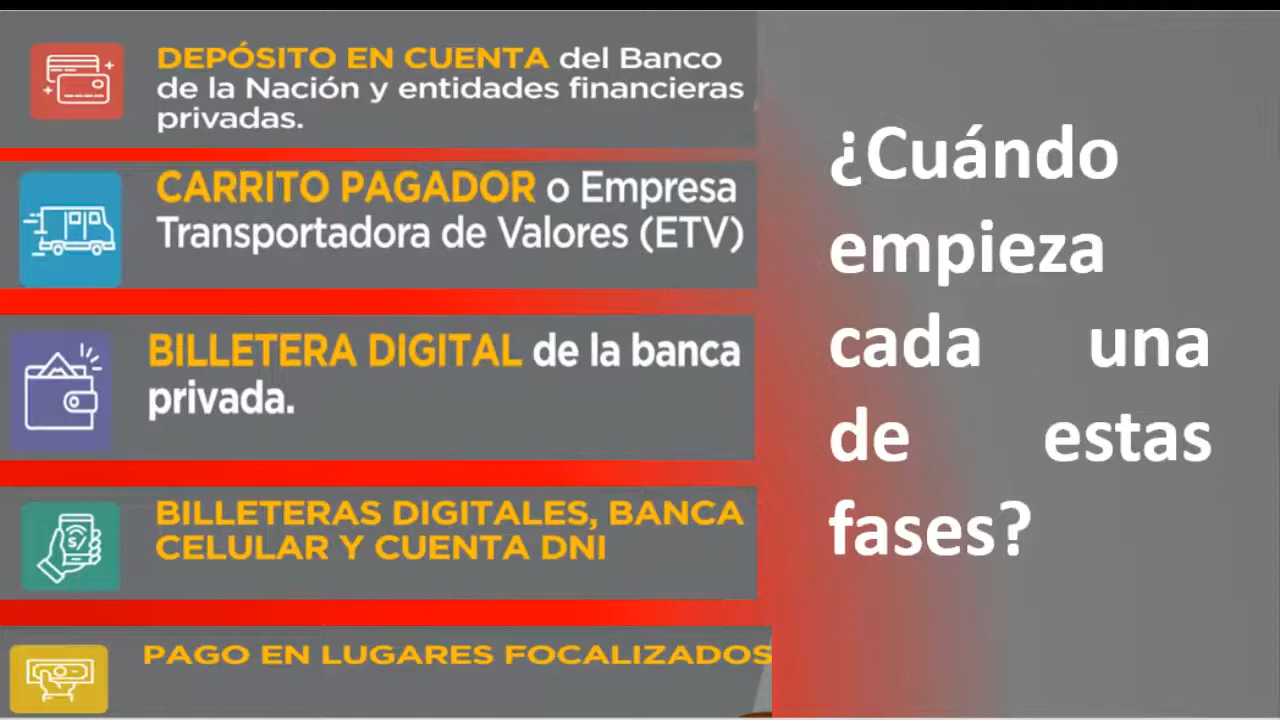 DEPÓSITO EN CUENTA del Banco
de la Nación y entidades financieras
privadas.
CARRITO PAGADOR o Empresa
Transportadora de Valores (ETV)
BILLETERA DIGITAL de la banca
privada.
BILLETERAS DIGITALES, BANCA
CELULAR Y CUENTA DNI
S/
PAGO EN LUGARES FOCALIZADOS
¿Cuándo
empieza
cada una
de estas
fases?